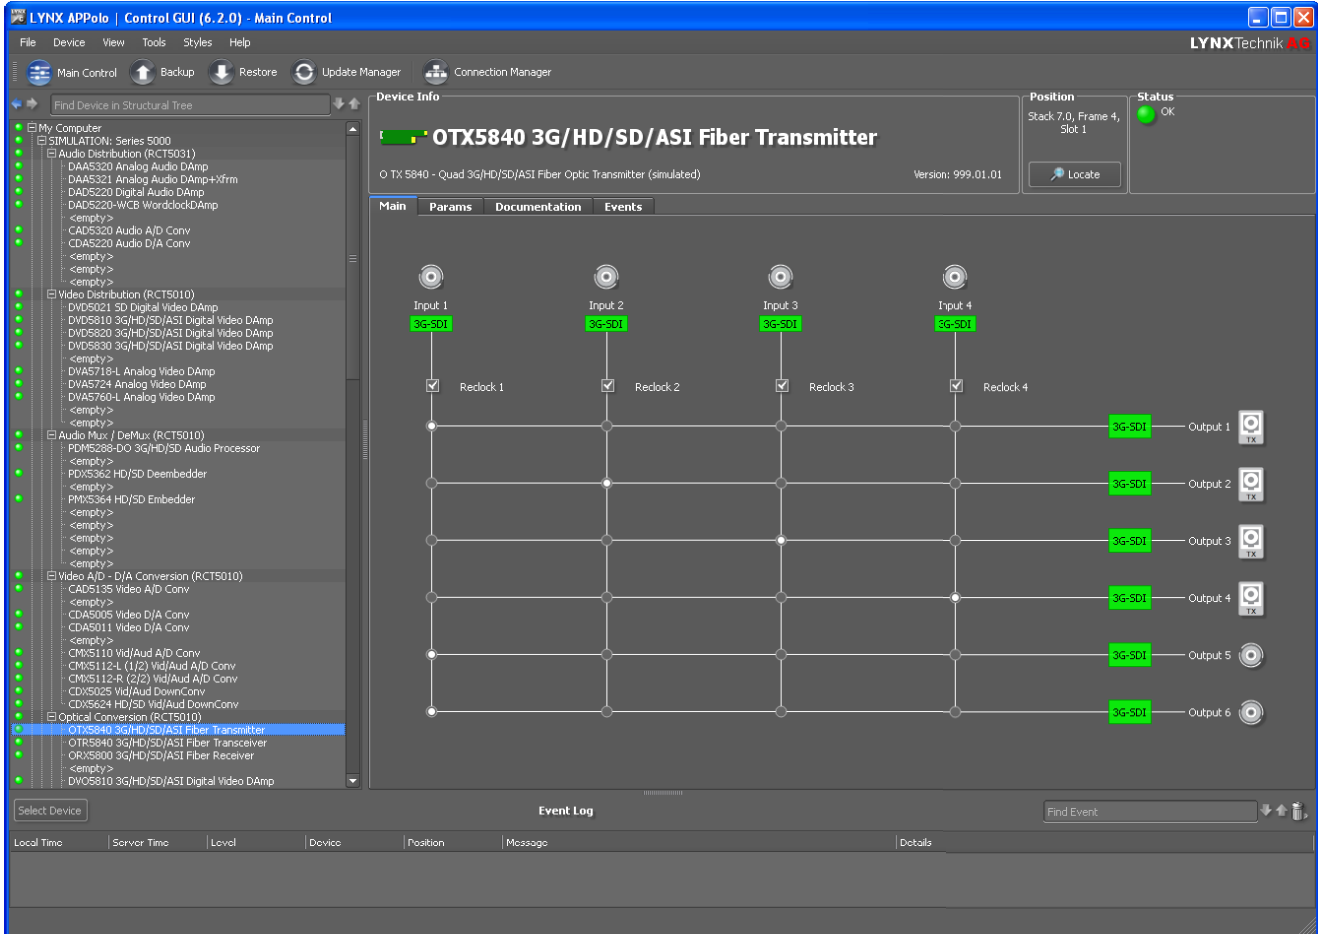 LYNX APPolo | Control GUI (6.2.0) - Main Control
File Device View Tools Styles Help
LYNXTechnik AG
Main Control Backup Restore Update Manager Connection Manager
Find Device in Structural Tree
My Computer
SIMULATION: Series 5000
Audio Distribution (RCT5031)
DAA5320 Analog Audio DAmp
DAA5321 Analog Audio DAmp+Xfrm
DAD5220 Digital Audio DAmp
DAD5220-WCB WordclockDAmp
<empty>
CAD5320 Audio A/D Conv
CDA5220 Audio D/A Conv
<empty>
<empty>
<empty>
Video Distribution (RCT5010)
DVD5021 SD Digital Video DAmp
DVD5810 3G/HD/SD/ASI Digital Video DAmp
DVD5820 3G/HD/SD/ASI Digital Video DAmp
DVD5830 3G/HD/SD/ASI Digital Video DAmp
<empty>
DVA5718-L Analog Video DAmp
DVA5724 Analog Video DAmp
DVA5760-L Analog Video DAmp
<empty>
<empty>
Audio Mux / DeMux (RCT5010)
PDM5288-DO 3G/HD/SD Audio Processor
<empty>
PDX5362 HD/SD Deembedder
<empty>
PMX5364 HD/SD Embedder
<empty>
<empty>
<empty>
<empty>
Video A/D - D/A Conversion (RCT5010)
CAD5135 Video A/D Conv
<empty>
CDA5005 Video D/A Conv
CDA5011 Video D/A Conv
<empty>
CMX5110 Vid/Aud A/D Conv
CMX5112-L (1/2) Vid/Aud A/D Conv
CMX5112-R (2/2) Vid/Aud A/D Conv
CDX5025 Vid/Aud DownConv
CDX5624 HD/SD Vid/Aud DownConv
Optical Conversion (RCT5010)
OTX5840 3G/HD/SD/ASI Fiber Transmitter
OTR5840 3G/HD/SD/ASI Fiber Transceiver
ORX5800 3G/HD/SD/ASI Fiber Receiver
<empty>
DVO5810 3G/HD/SD/ASI Digital Video DAmp
Device Info
OTX5840 3G/HD/SD/ASI Fiber Transmitter
O TX 5840 - Quad 3G/HD/SD/ASI Fiber Optic Transmitter (simulated) Version: 999.01.01
Position
Stack 7.0, Frame 4,
Slot 1
Locate
Status
OK
Main Params Documentation Events
Input 1 Input 2 Input 3 Input 4
3G-SDI 3G-SDI 3G-SDI 3G-SDI
Reclock 1 Reclock 2 Reclock 3 Reclock 4
3G-SDI Output 1
TX
3G-SDI Output 2
TX
3G-SDI Output 3
TX
3G-SDI Output 4
TX
3G-SDI Output 5
3G-SDI Output 6
Select Device Event Log Find Event
Local Time Server Time Level Device Position Message Details